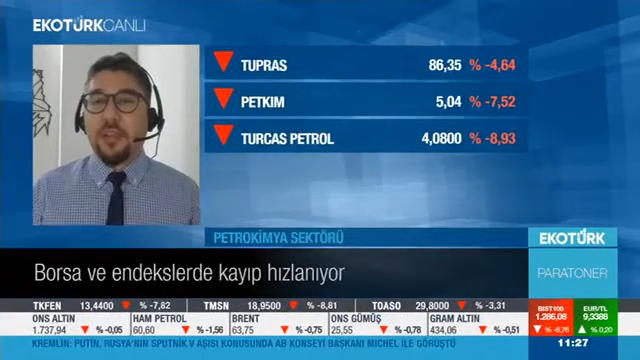 EKOTÜRK CANLI
TUPRAS 86,35 % -4,64
PETKIM 5,04 % -7,52
TURCAS PETROL 4,0800 % -8,93
PETROKİMYA SEKTÖRÜ
EKOTÜRK
Borsa ve endekslerde kayıp hızlanıyor
PARATONER
TKFEN 13,4400 % -7,82 TMSN 18,9500 % -8,81 TOASO 29,8000 % -3,31
ONS ALTIN HAM PETROL BRENT ONS GÜMÜŞ GRAM ALTIN
1.737,94 % -0,05 60,60 % -1,56 63,75 % -0,75 25,55 % -0,78 434,06 % -0,51
BIST100 EUR/TL
1.286,08 9,3388
% -6,76 % 0,20
KREMLİN: PUTİN, RUSYA'NIN SPUTNİK V AŞISI KONUSUNDA AB KONSEYİ BAŞKANI MICHEL İLE GÖRÜŞTÜ
11:27